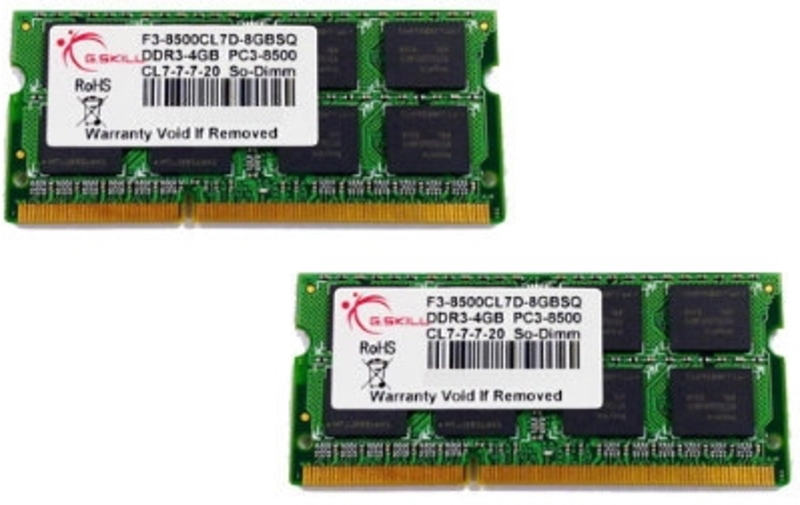 G.SKILL
F3-8500CL7D-8GBSQ
DDR3-4GB PC3-8500
CL7-7-7-20 So-Dimm
RoHS
Warranty Void If Removed
G.SKILL
F3-8500CL7D-8GBSQ
DDR3-4GB PC3-8500
CL7-7-7-20 So-Dimm
RoHS
Warranty Void If Removed